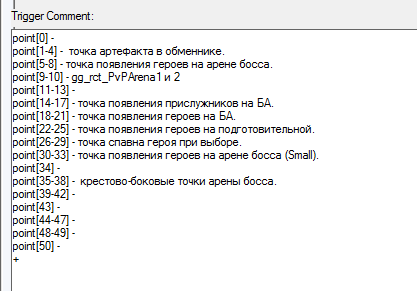 Trigger Comment:
point[0] -
point[1-4] - точка артефакта в обменнике.
point[5-8] - точка появления героев на арене босса.
point[9-10] - gg_rct_PvPArena1 и 2
point[11-13] -
point[14-17] - точка появления прислужников на БА.
point[18-21] - точка появления героев на БА.
point[22-25] - точка появления героев на подготовительной.
point[26-29] - точка спавна героя при выборе.
point[30-33] - точка появления героев на арене босса (Small).
point[34] -
point[35-38] - крестово-боковые точки арены босса.
point[39-42] -
point[43] -
point[44-47] -
point[48-49] -
point[50] -
+